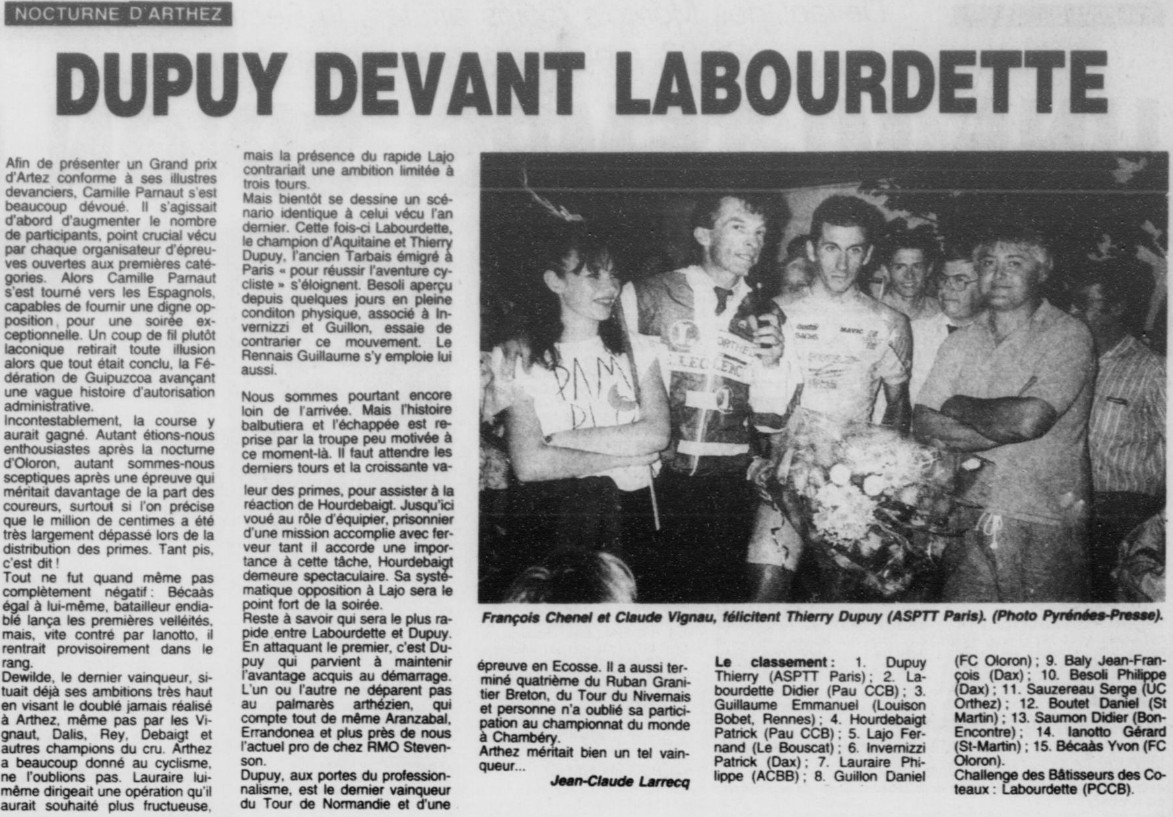 NOCTURNE D'ARTHEZ
DUPUY DEVANT LABOURDETTE
Afin de présenter un Grand prix
d'Artez conforme à ses illustres
devanciers, Camille Parnaut s'est
beaucoup dévoué. Il s'agissait
d'abord d'augmenter le nombre
de participants, point crucial vécu
par chaque organisateur d'épreu-
ves ouvertes aux premières caté-
gories. Alors Camille Parnaut
s'est tourné vers les Espagnols,
capables de fournir une digne op-
position pour une soirée ex-
ceptionnelle. Un coup de fil plutôt
laconique retirait toute illusion
alors que tout était conclu, la Fé-
dération de Guipuzcoa avançant
une vague histoire d'autorisation
administrative.
Incontestablement, la course y
aurait gagné. Autant étions-nous
enthousiastes après la nocturne
d'Oloron, autant sommes-nous
sceptiques après une épreuve qui
méritait davantage de la part des
coureurs, surtout si l'on précise
que le million de centimes a été
très largement dépassé lors de la
distribution des primes. Tant pis,
c'est dit !
Tout ne fut quand même pas
complètement négatif : Bécaàs
égal à lui-même, batailleur endia-
blé lança les premières velléités,
mais, vite contré par Ianotto, il
rentrait provisoirement dans le
rang.
Dewilde, le dernier vainqueur, si-
tuait déjà ses ambitions très haut
en visant le doublé jamais réalisé
à Arthez, même pas par les Vi-
gnaut, Dalis, Rey, Debaigt et
autres champions du cru. Arthez
a beaucoup donné au cyclisme,
ne l'oublions pas. Lauraire lui-
même dirigeait une opération qu'il
aurait souhaité plus fructueuse,
mais la présence du rapide Lajo
contrariait une ambition limitée à
trois tours.
Mais bientôt se dessine un scé-
nario identique à celui vécu l'an
dernier. Cette fois-ci Labourdette,
le champion d'Aquitaine et Thierry
Dupuy, l'ancien Tarbais émigré à
Paris « pour réussir l'aventure cy-
cliste » s'éloignent. Besoli aperçu
depuis quelques jours en pleine
conditon physique, associé à In-
vernizzi et Guillon, essaie de
contrarier ce mouvement. Le
Rennais Guillaume s'y emploie lui
aussi.
Nous sommes pourtant encore
loin de l'arrivée. Mais l'histoire
balbutiera et l'échappée est re-
prise par la troupe peu motivée à
ce moment-là. Il faut attendre les
derniers tours et la croissante va-
leur des primes, pour assister à la
réaction de Hourdebaigt. Jusqu'ici
voué au rôle d'équipier, prisonnier
d'une mission accomplie avec fer-
veur tant il accorde une impor-
tance à cette tâche, Hourdebaigt
demeure spectaculaire. Sa systé-
matique opposition à Lajo sera le
point fort de la soirée.
Reste à savoir qui sera le plus ra-
pide entre Labourdette et Dupuy.
En attaquant le premier, c'est Du-
puy qui parvient à maintenir
l'avantage acquis au démarrage.
L'un ou l'autre ne déparent pas
au palmarès arthézien, qui
compte tout de même Aranzabal,
Errandonea et plus près de nous
l'actuel pro de chez RMO Steven-
son.
Dupuy, aux portes du profession-
nalisme, est le dernier vainqueur
du Tour de Normandie et d'une
PAM
François Chenel et Claude Vignau, félicitent Thierry Dupuy (ASPTT Paris). (Photo Pyrénées-Presse).
épreuve en Ecosse. Il a aussi ter-
miné quatrième du Ruban Grani-
tier Breton, du Tour du Nivernais
et personne n'a oublié sa partici-
pation au championnat du monde
à Chambéry.
Arthez méritait bien un tel vain-
queur...
Jean-Claude Larrecq
Le classement : 1. Dupuy
Thierry (ASPTT Paris) ; 2. La-
bourdette Didier (Pau CCB) ; 3.
Guillaume Emmanuel (Louison
Bobet, Rennes) ; 4. Hourdebaigt
Patrick (Pau CCB) ; 5. Lajo Fer-
nand (Le Bouscat) ; 6. Invernizzi
Patrick (Dax) ; 7. Lauraire Phi-
lippe (ACBB) ; 8. Guillon Daniel
(FC Oloron) ; 9. Baly Jean-Fran-
çois (Dax) ; 10. Besoli Philippe
(Dax) ; 11. Sauzereau Serge (UC
Orthez) ; 12. Boutet Daniel (St
Martin) ; 13. Saumon Didier (Bon-
Encontre) ; 14. Ianotto Gérard
(St-Martin) ; 15. Bécaàs Yvon (FC
Oloron).
Challenge des Bâtisseurs des Co-
teaux : Labourdette (PCCB).